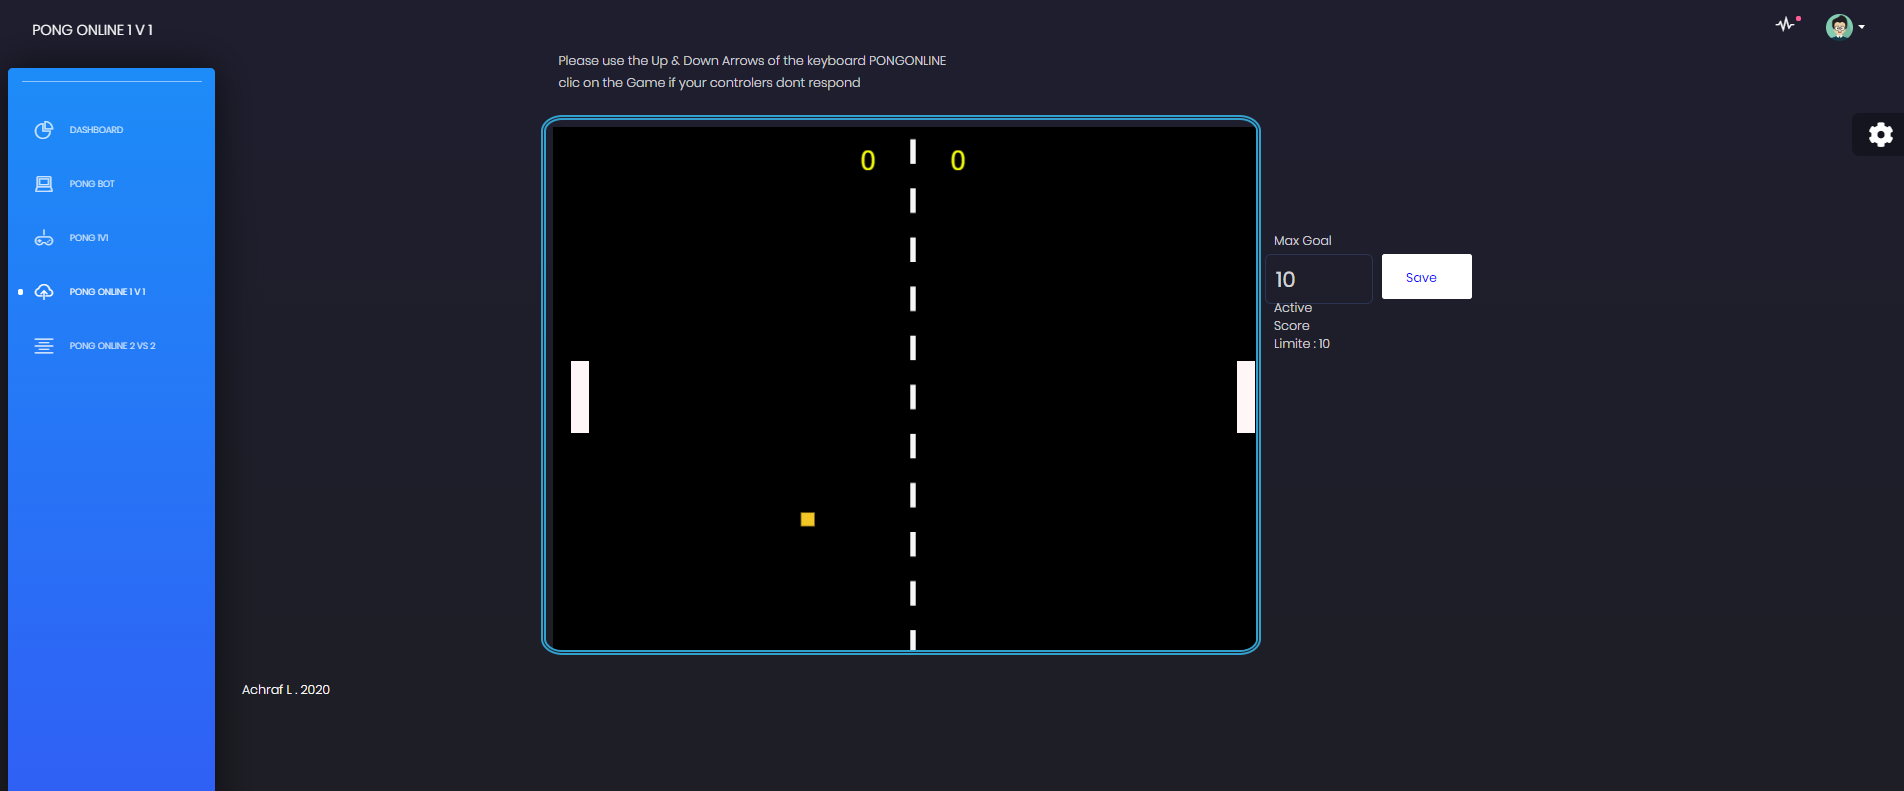 PONG ONLINE 1 V 1
DASHBOARD
PONG BOT
PONG 1V1
PONG ONLINE 1 V 1
PONG ONLINE 2 VS 2
Please use the Up & Down Arrows of the keyboard PONGONLINE
clic on the Game if your controlers dont respond
0 0
Max Goal
10
Save
Active
Score
Limite : 10
Achraf L . 2020